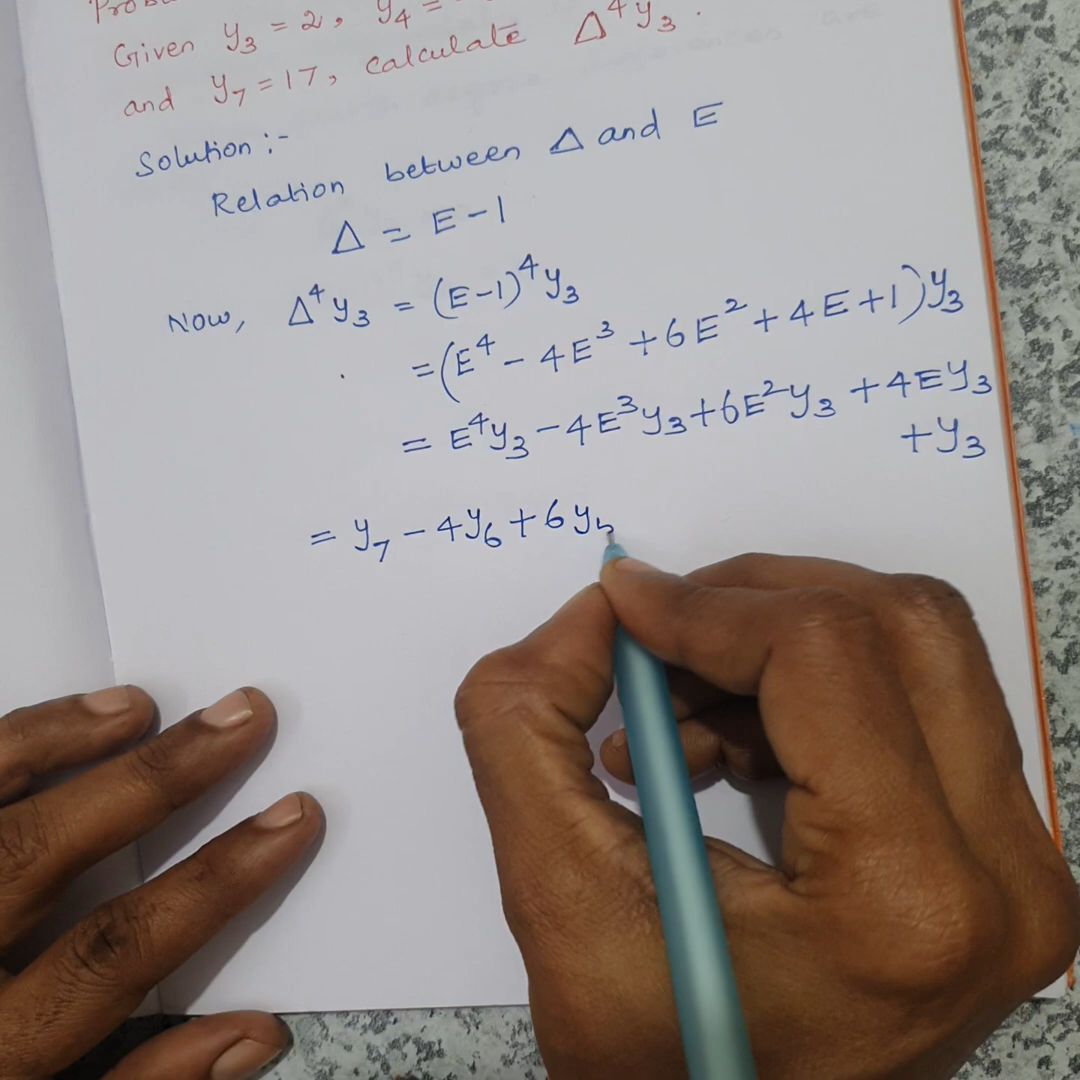 Given y₃ = 2, y₄ =
and y₇ = 17, calculate Δ⁴y₃.
Solution :-
Relation between Δ and E
Δ = E - 1
Now, Δ⁴y₃ = (E-1)⁴y₃
= (E⁴ - 4E³ + 6E² + 4E + 1)y₃
= E⁴y₃ - 4E³y₃ + 6E²y₃ + 4Ey₃
+ y₃
= y₇ - 4y₆ + 6y₅